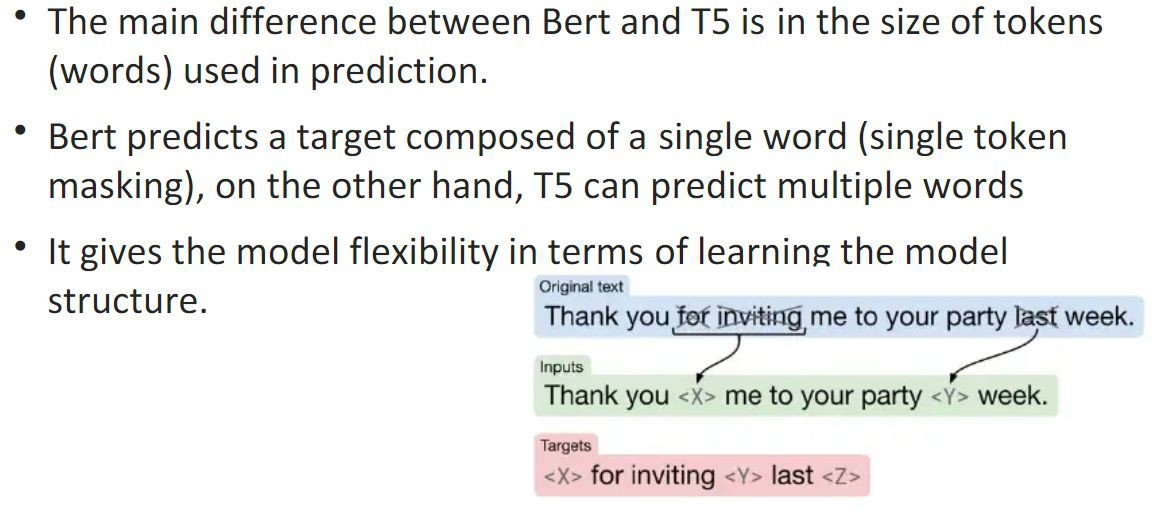 • The main difference between Bert and T5 is in the size of tokens
(words) used in prediction.
• Bert predicts a target composed of a single word (single token
masking), on the other hand, T5 can predict multiple words
• It gives the model flexibility in terms of learning the model
structure.
Original text
Thank you for inviting me to your party last week.
Inputs
Thank you <X> me to your party <Y> week.
Targets
<X> for inviting <Y> last <Z>